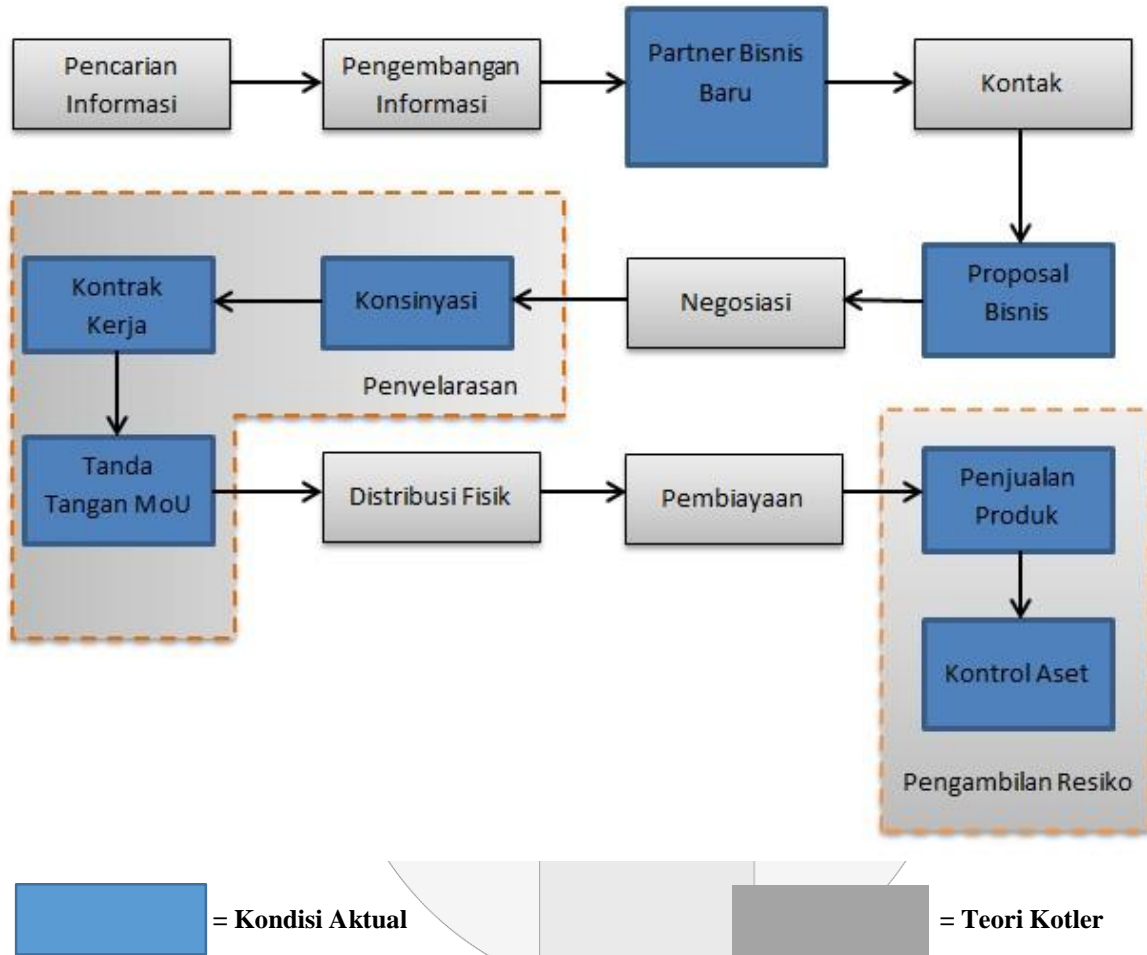 Pencarian
Informasi
Pengembangan
Informasi
Partner Bisnis
Baru
Kontak
Proposal
Bisnis
Negosiasi
Konsinyasi
Kontrak
Kerja
Penyelarasan
Tanda
Tangan MoU
Distribusi Fisik
Pembiayaan
Penjualan
Produk
Kontrol Aset
Pengambilan Resiko
= Kondisi Aktual
= Teori Kotler